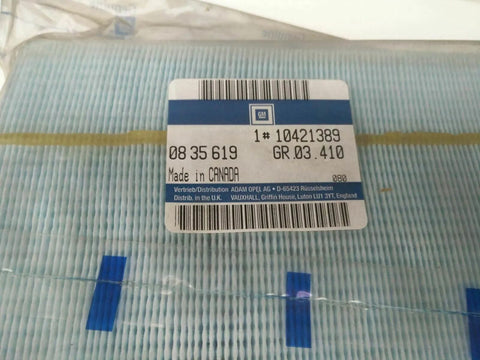 GM
1# 10421389
08 35 619 GR.03.410
Made in CANADA 080
Vertrieb/Distribution ADAM OPEL AG • D-65423 Rüsselsheim
Distrib. in the U.K. VAUXHALL, Griffin House, Luton LU1 3YT, England